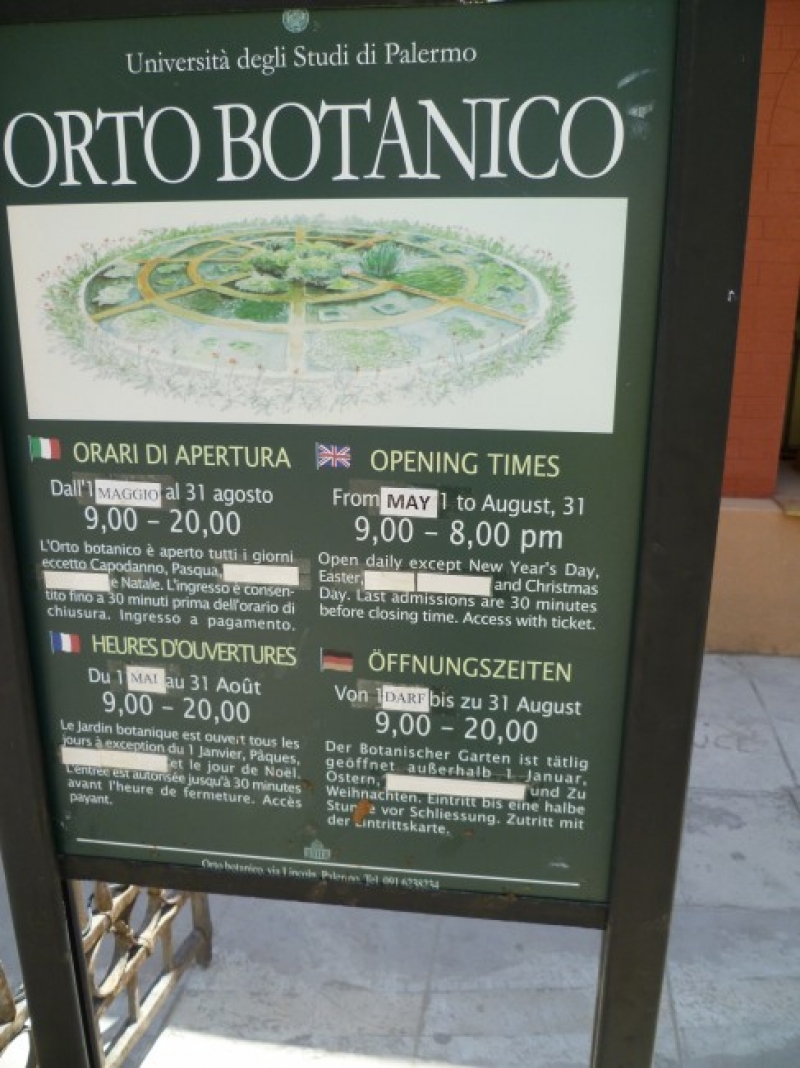 Università degli Studi di Palermo
ORTO BOTANICO
ORARI DI APERTURA
Dall'1 MAGGIO al 31 agosto
9,00 – 20,00
L'Orto botanico è aperto tutti i giorni
eccetto Capodanno, Pasqua,
e Natale. L'ingresso è consen-
tito fino a 30 minuti prima dell'orario di
chiusura. Ingresso a pagamento.
OPENING TIMES
From MAY 1 to August, 31
9,00 – 8,00 pm
Open daily except New Year's Day,
Easter, and Christmas
Day. Last admissions are 30 minutes
before closing time. Access with ticket.
HEURES D'OUVERTURES
Du 1 MAI au 31 Août
9,00 – 20,00
Le Jardin botanique est ouvert tous les
jours à exception du 1 Janvier, Pâques,
et le jour de Noël.
L'entrée est autorisée jusqu'à 30 minutes
avant l'heure de fermeture. Accès
payant.
ÖFFNUNGSZEITEN
Von 1 DARF bis zu 31 August
9,00 – 20,00
Der Botanischer Garten ist tätlig
geöffnet außerhalb 1 Januar,
Ostern, und Zu
Weihnachten. Eintritt bis eine halbe
Stunde vor Schliessung. Zutritt mit
der Eintrittskarte.
Orto botanico, via Lincoln, Palermo Tel. 091 6238234